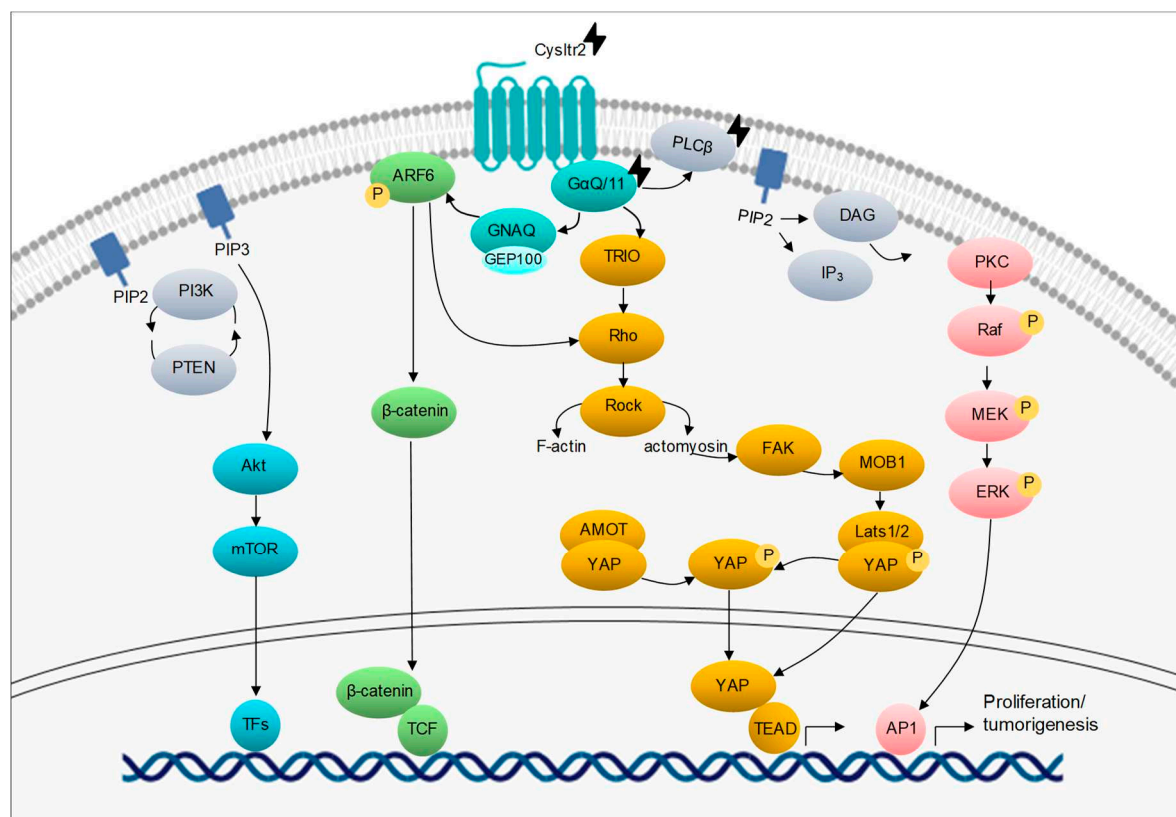 Cysltr2
PLCβ
ARF6
P
GαQ/11
GNAQ
GEP100
TRIO
PIP2
DAG
IP₃
PKC
PIP3
PIP2
PI3K
PTEN
Raf
P
Rho
MEK
P
β-catenin
Rock
F-actin
actomyosin
FAK
MOB1
Akt
ERK
P
mTOR
AMOT
YAP
YAP
P
Lats1/2
YAP
P
β-catenin
TCF
YAP
TEAD
TFs
AP1
Proliferation/
tumorigenesis